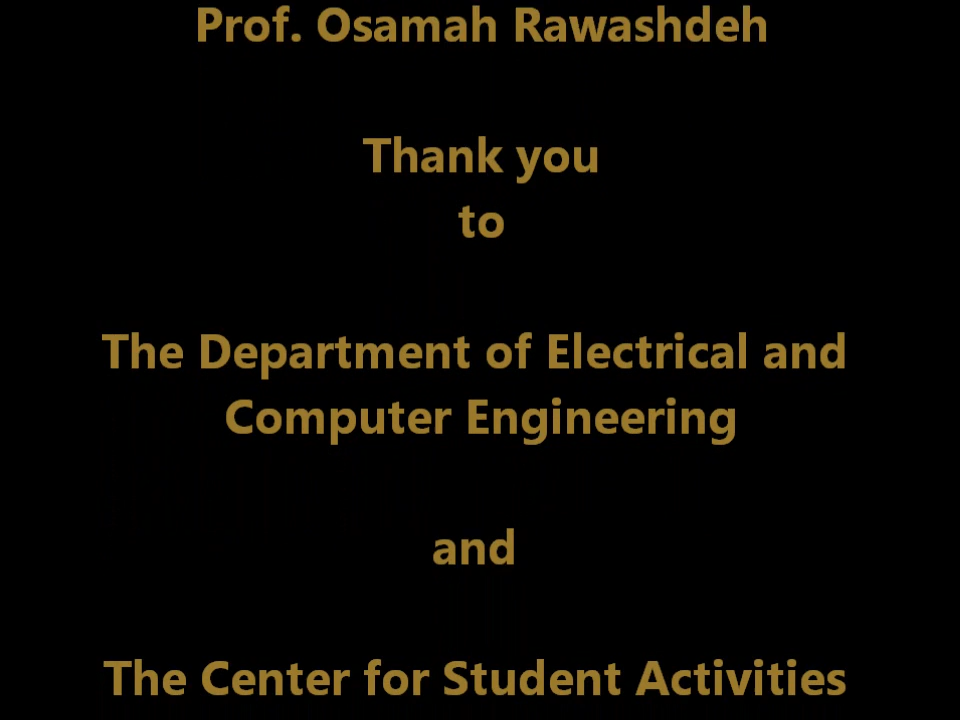 Prof. Osamah Rawashdeh
Thank you
to
The Department of Electrical and
Computer Engineering
and
The Center for Student Activities